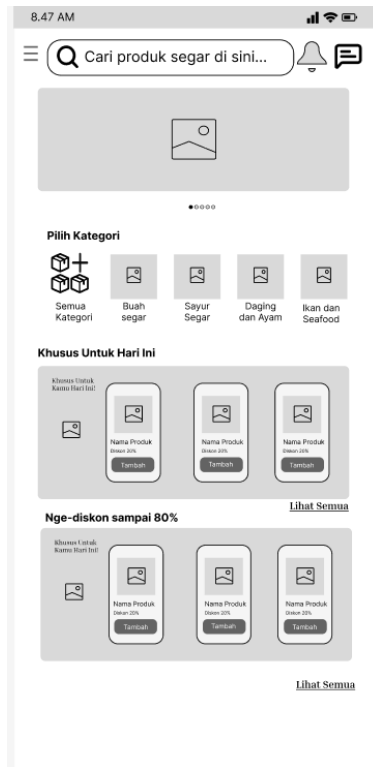 8.47 AM
Cari produk segar di sini...
Pilih Kategori
Semua Kategori
Buah segar
Sayur Segar
Daging dan Ayam
Ikan dan Seafood
Khusus Untuk Hari Ini
Khusus Untuk
Kamu Hari Ini!
Nama Produk
Diskon 20%
Tambah
Nama Produk
Diskon 20%
Tambah
Nama Produk
Diskon 20%
Tambah
Lihat Semua
Nge-diskon sampai 80%
Khusus Untuk
Kamu Hari Ini!
Nama Produk
Diskon 20%
Tambah
Nama Produk
Diskon 20%
Tambah
Nama Produk
Diskon 20%
Tambah
Lihat Semua